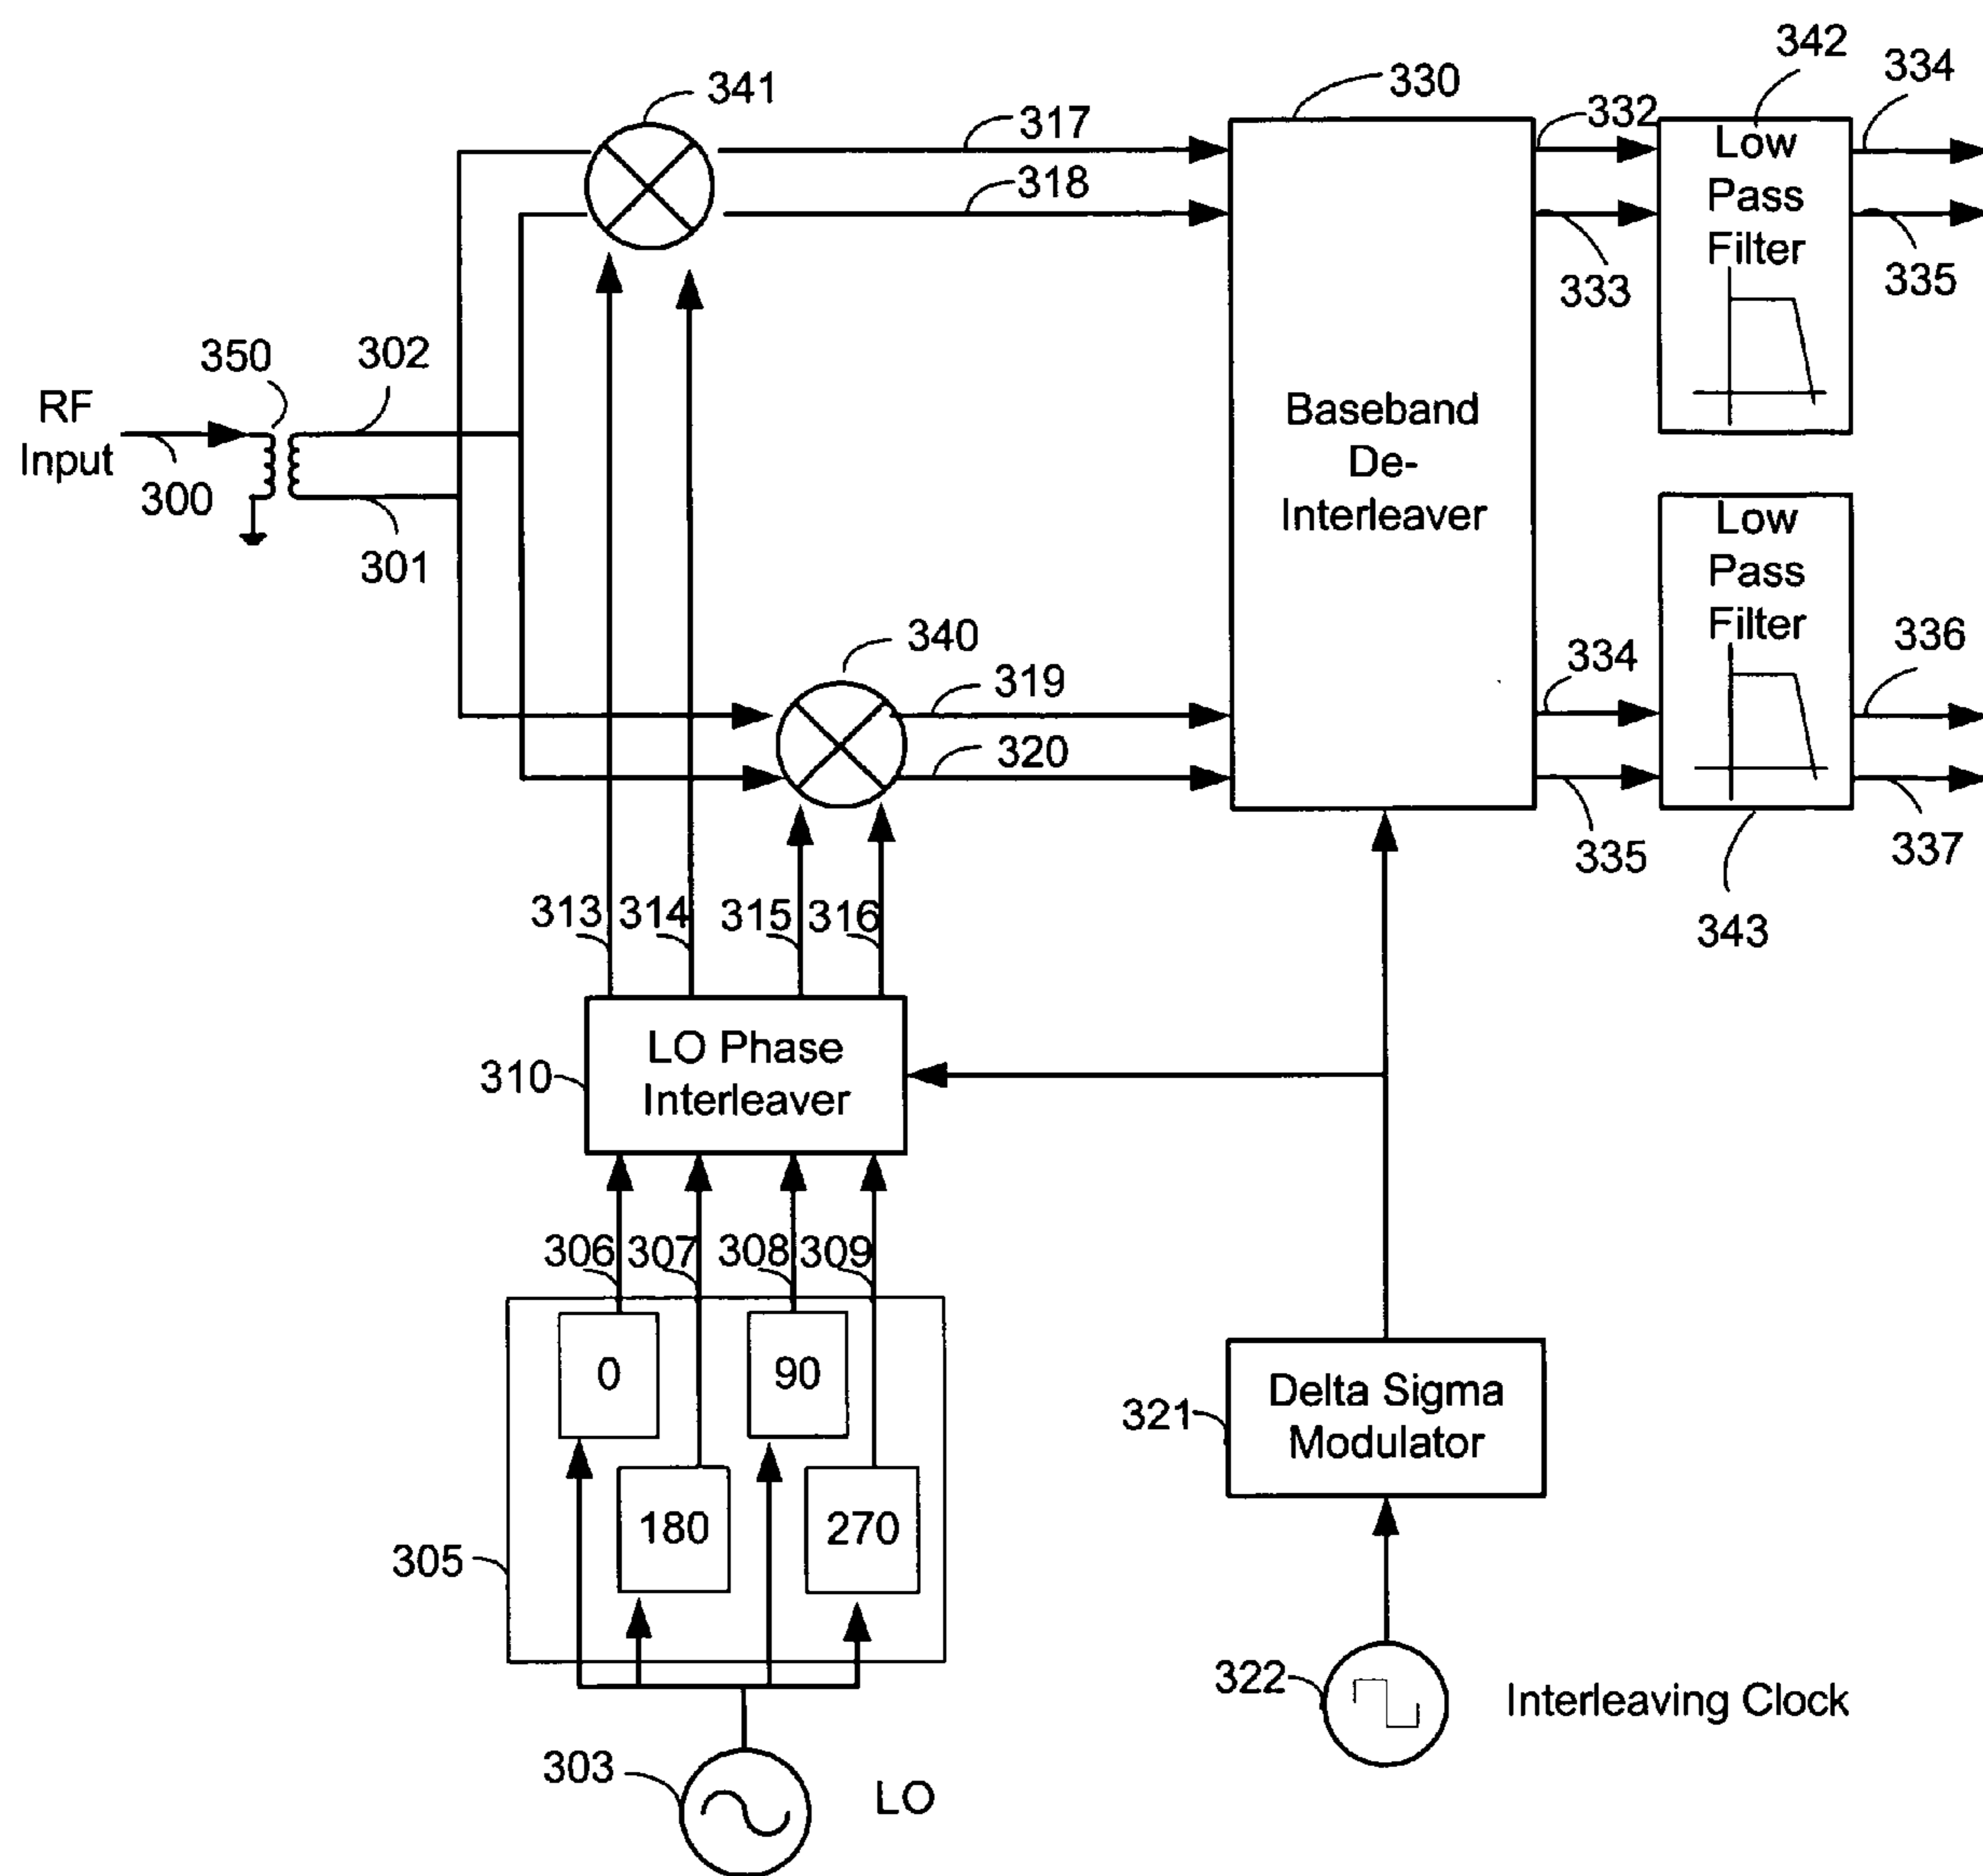 341
317
318
330
332
333
342
334
335
Low
Pass
Filter
RF
Input
300
350
302
301
Baseband
De-
Interleaver
Low
Pass
Filter
340
319
320
334
335
336
337
343
313
314
315
316
310
LO Phase
Interleaver
306
307
308
309
0
90
180
270
305
321
Delta Sigma
Modulator
322
Interleaving Clock
303
LO